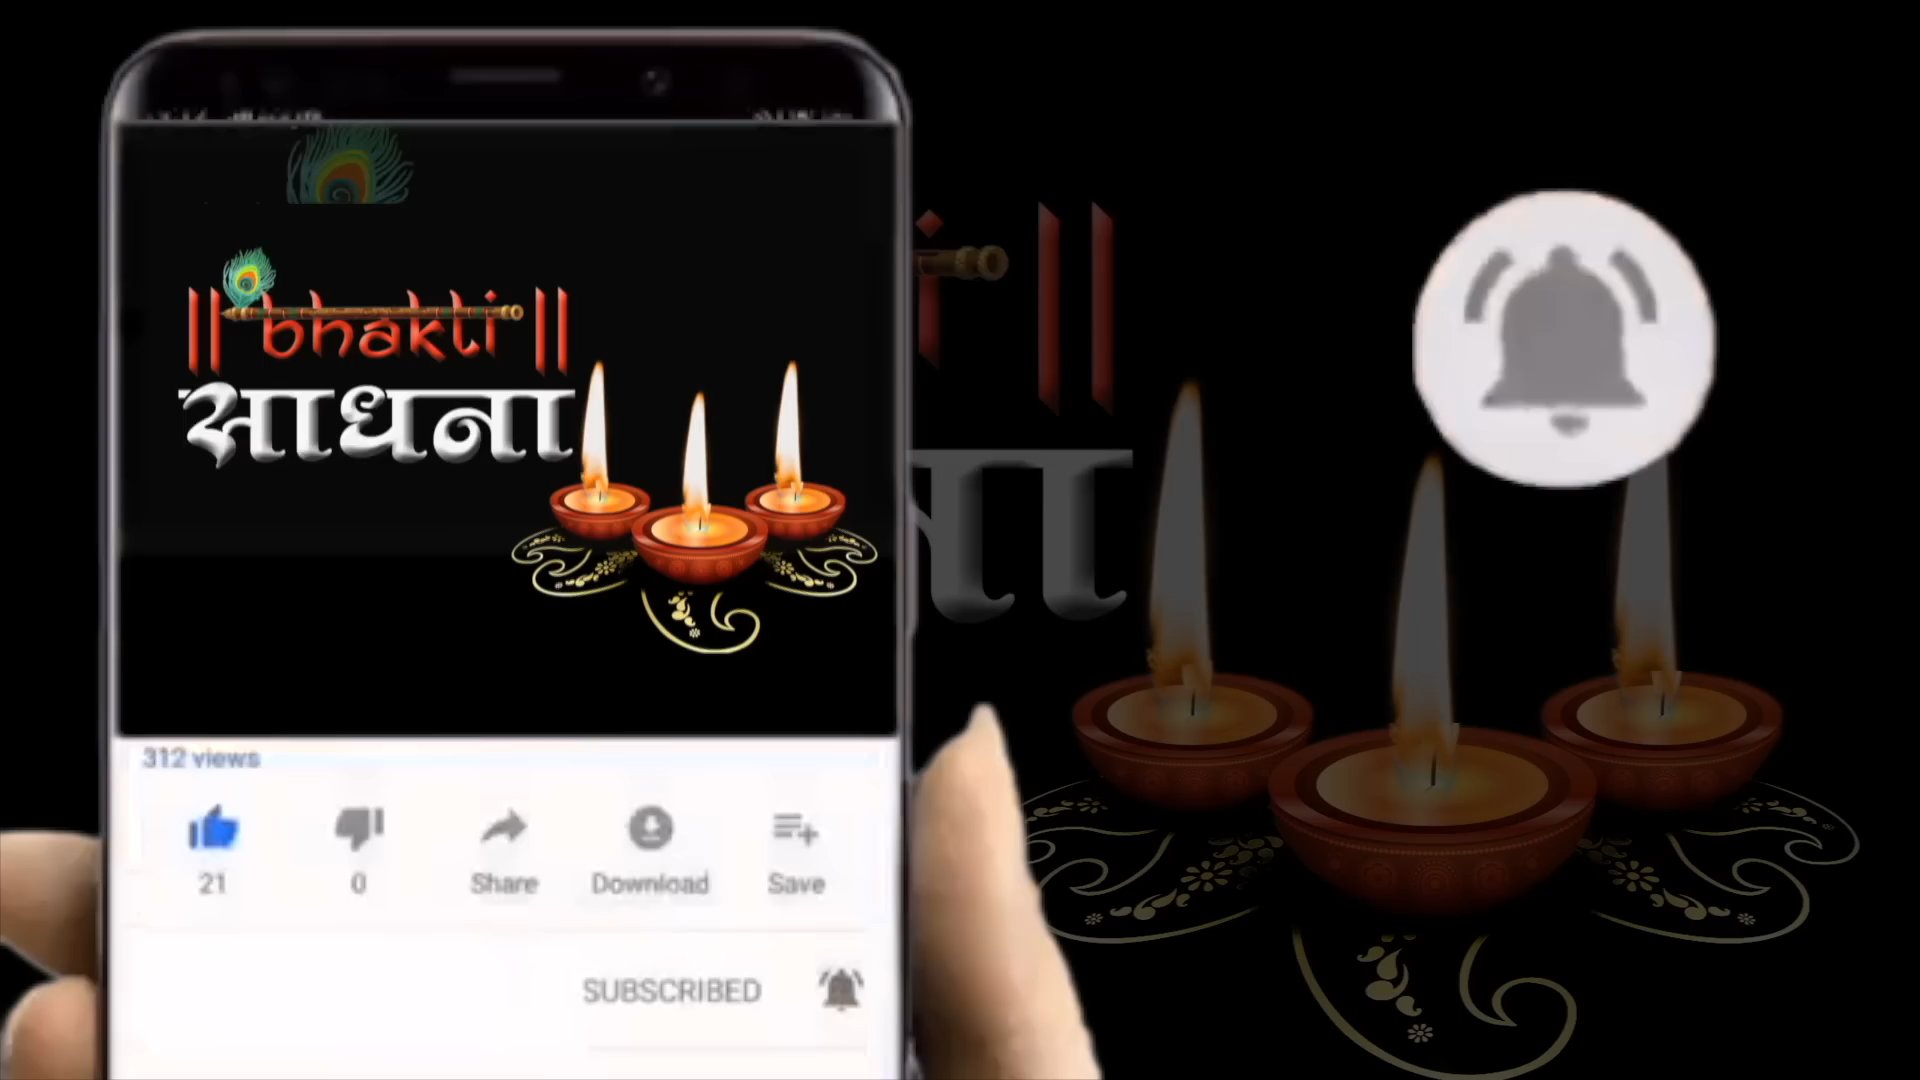 || bhakti ||
साधना
312 views
21
0
Share
Download
Save
SUBSCRIBED